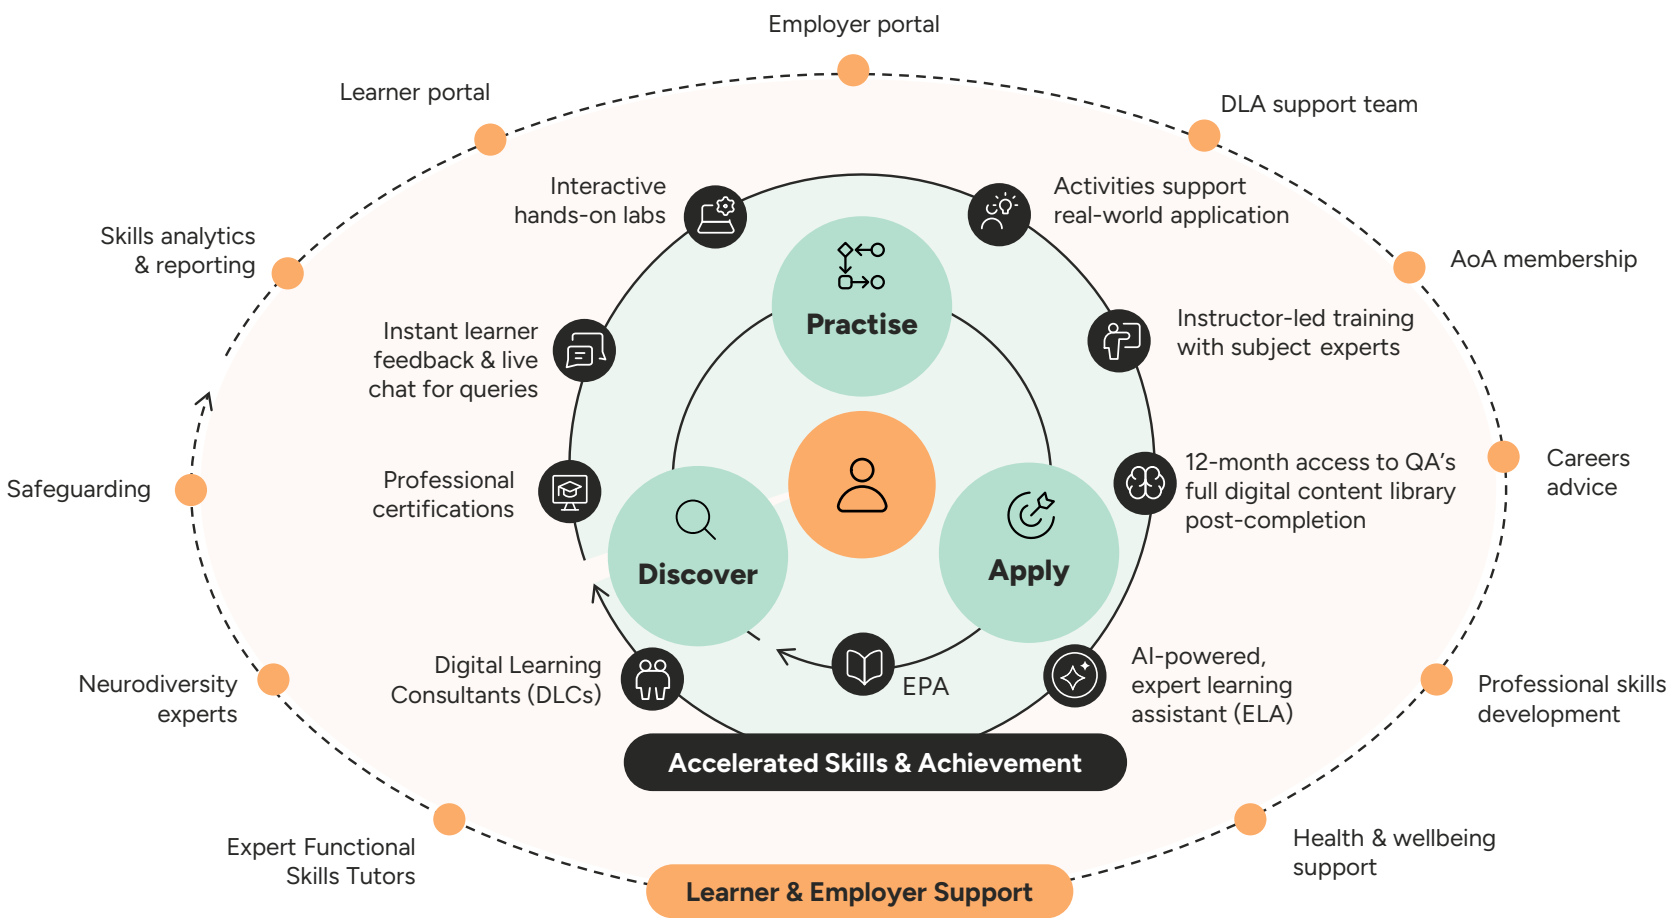 Employer portal
Learner portal
DLA support team
Interactive
hands-on labs
Activities support
real-world application
Skills analytics
& reporting
AoA membership
Practise
Instant learner
feedback & live
chat for queries
Instructor-led training
with subject experts
Safeguarding
Professional
certifications
12-month access to QA’s
full digital content library
post-completion
Careers
advice
Discover
Apply
Neurodiversity
experts
Digital Learning
Consultants (DLCs)
EPA
AI-powered,
expert learning
assistant (ELA)
Professional skills
development
Accelerated Skills & Achievement
Expert Functional
Skills Tutors
Health & wellbeing
support
Learner & Employer Support